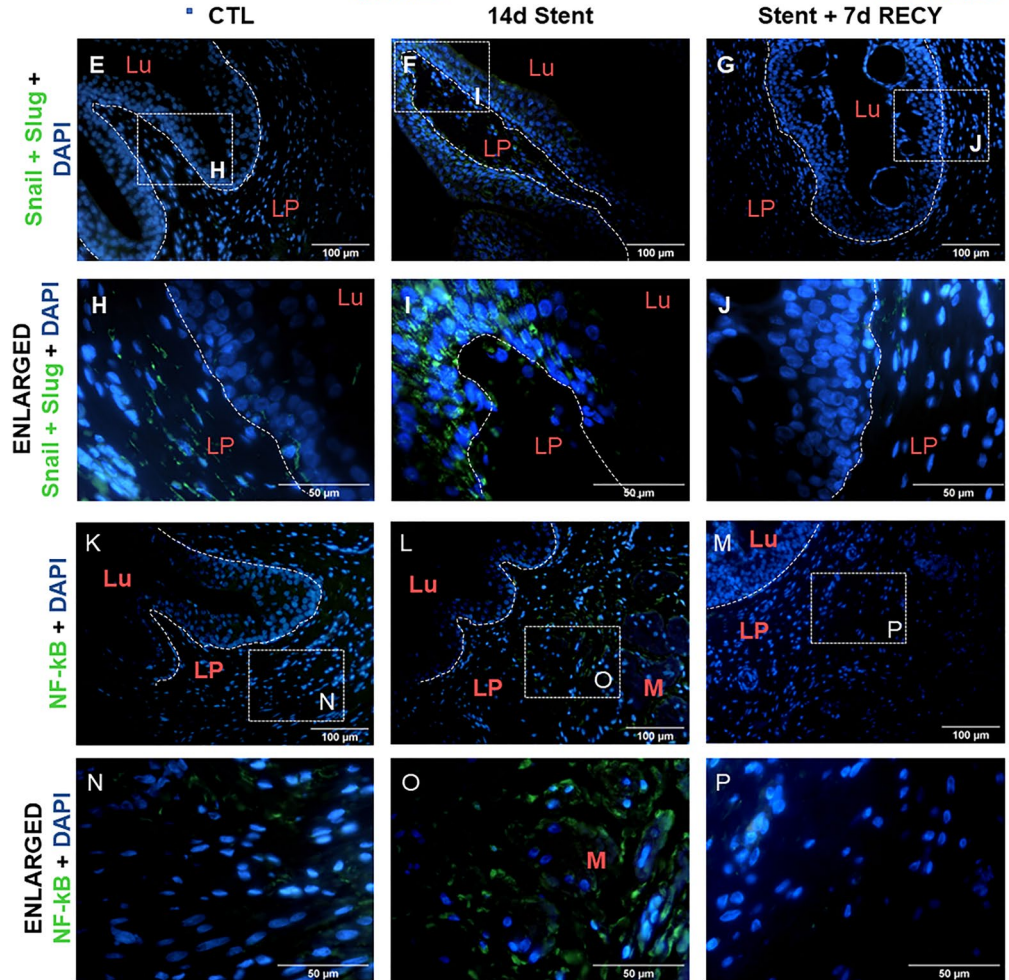 CTL 14d Stent Stent + 7d RECY
Snail + Slug +
DAPI
E Lu H LP 100 µm
F Lu I LP 100 µm
G Lu J LP 100 µm
ENLARGED
Snail + Slug + DAPI
H Lu LP 50 µm
I Lu LP 50 µm
J LP 50 µm
NF-kB + DAPI
K Lu LP N 100 µm
L Lu LP O M 100 µm
M Lu LP P 100 µm
ENLARGED
NF-kB + DAPI
N 50 µm
O M 50 µm
P 50 µm